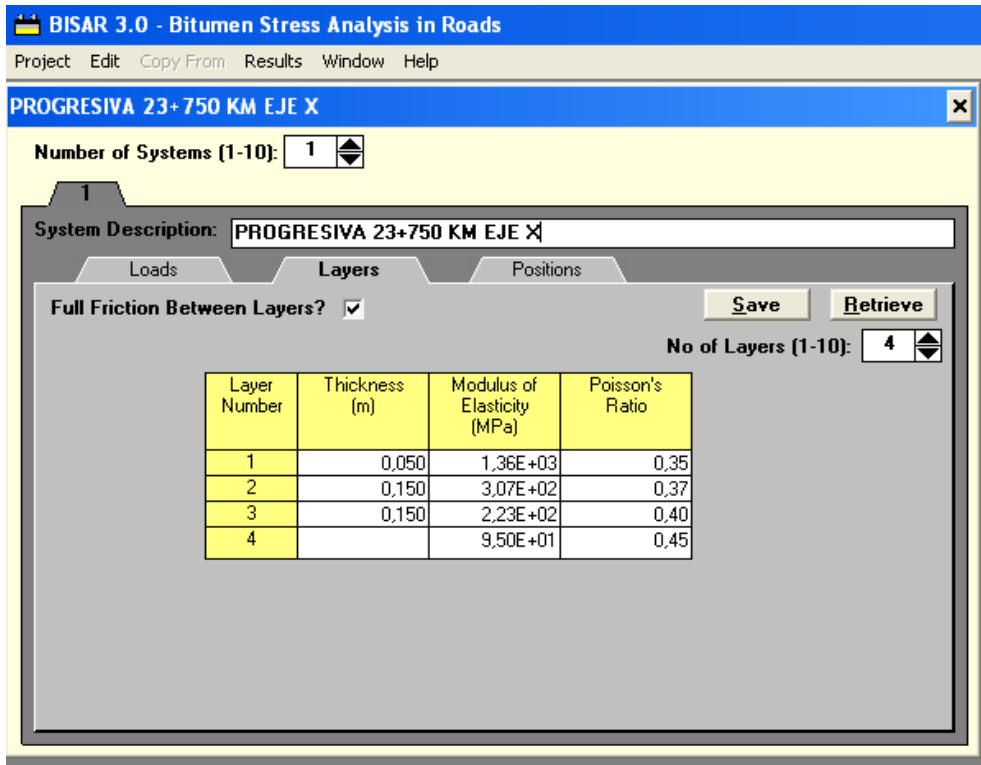 BISAR 3.0 - Bitumen Stress Analysis in Roads
Project Edit Copy From Results Window Help
PROGRESIVA 23+750 KM EJE X
Number of Systems (1-10): 1
1
System Description: PROGRESIVA 23+750 KM EJE X
Loads Layers Positions
Full Friction Between Layers? Save Retrieve
No of Layers (1-10): 4
Layer Thickness Modulus of Poisson's
Number (m) Elasticity Ratio
(MPa)
1 0,050 1,36E+03 0,35
2 0,150 3,07E+02 0,37
3 0,150 2,23E+02 0,40
4 9,50E+01 0,45